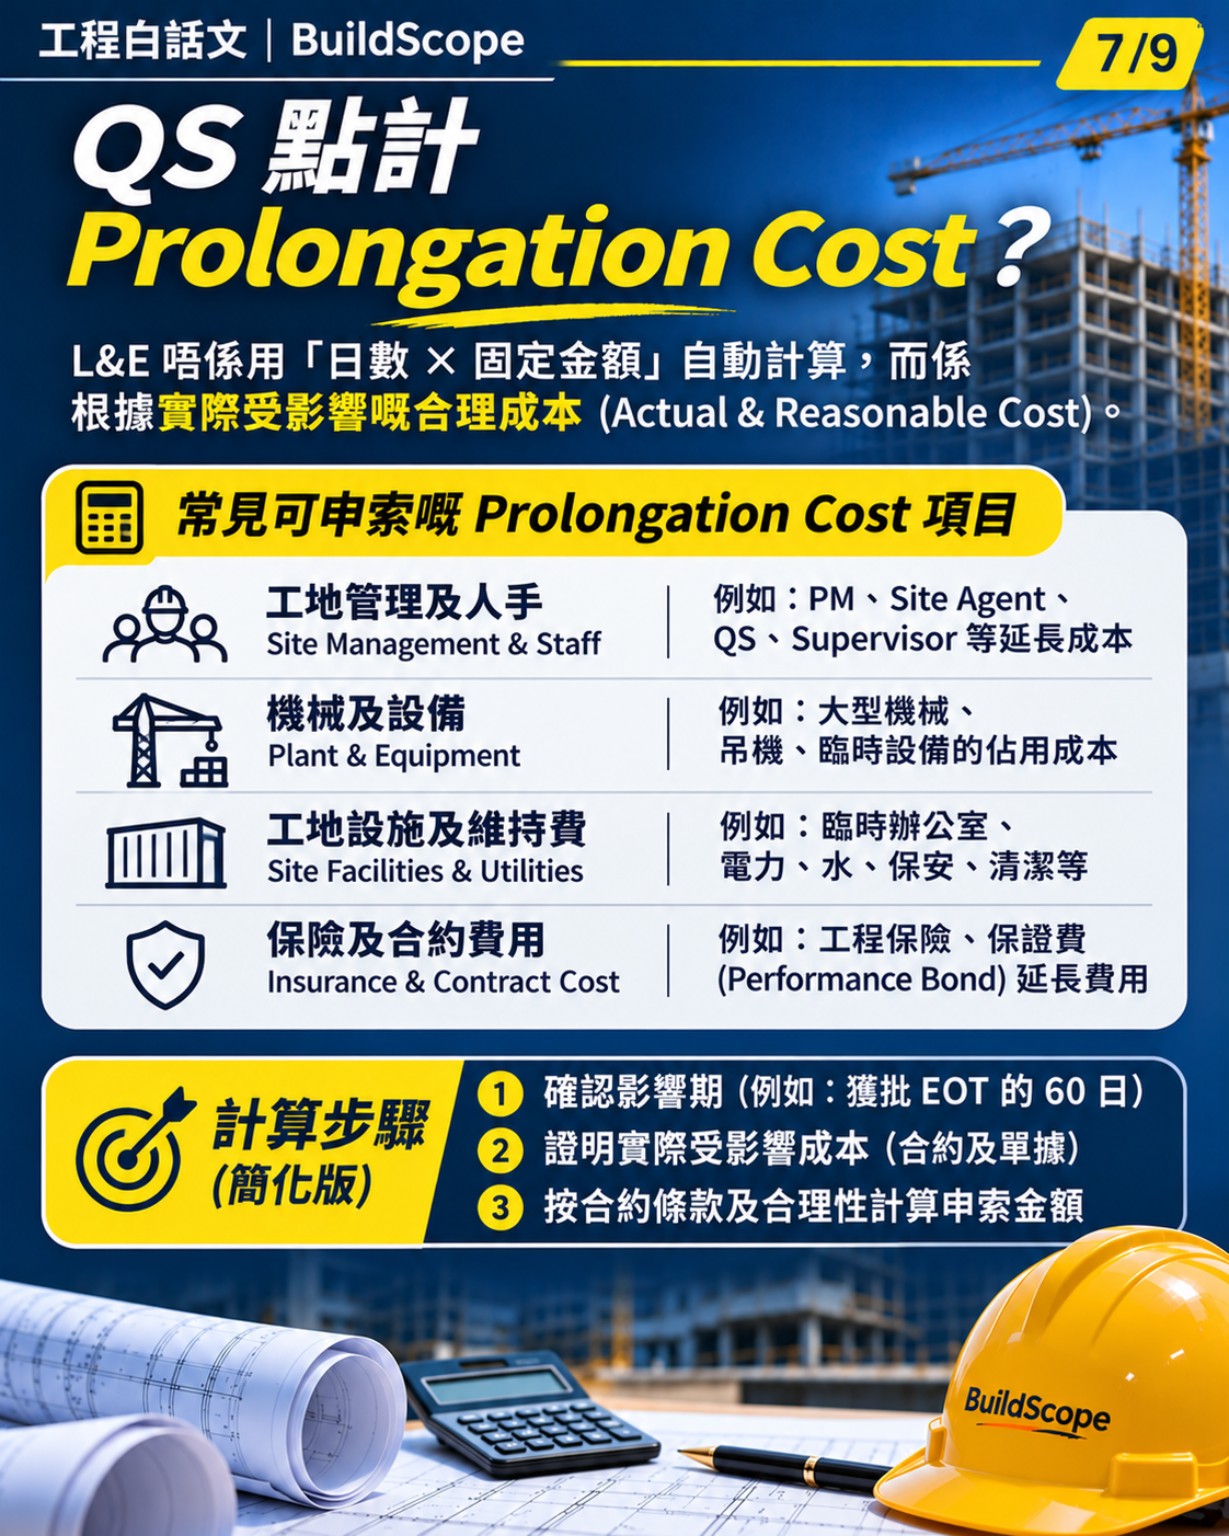 工程白話文｜BuildScope
7/9
QS 點計
Prolongation Cost？
L&E 唔係用「日數 × 固定金額」自動計算，而係
根據實際受影響嘅合理成本 (Actual & Reasonable Cost)。
常見可申索嘅 Prolongation Cost 項目
工地管理及人手
Site Management & Staff
例如：PM、Site Agent、
QS、Supervisor 等延長成本
機械及設備
Plant & Equipment
例如：大型機械、
吊機、臨時設備的佔用成本
工地設施及維持費
Site Facilities & Utilities
例如：臨時辦公室、
電力、水、保安、清潔等
保險及合約費用
Insurance & Contract Cost
例如：工程保險、保證費
(Performance Bond) 延長費用
計算步驟
(簡化版)
1 確認影響期 (例如：獲批 EOT 的 60 日)
2 證明實際受影響成本 (合約及單據)
3 按合約條款及合理性計算申索金額
BuildScope